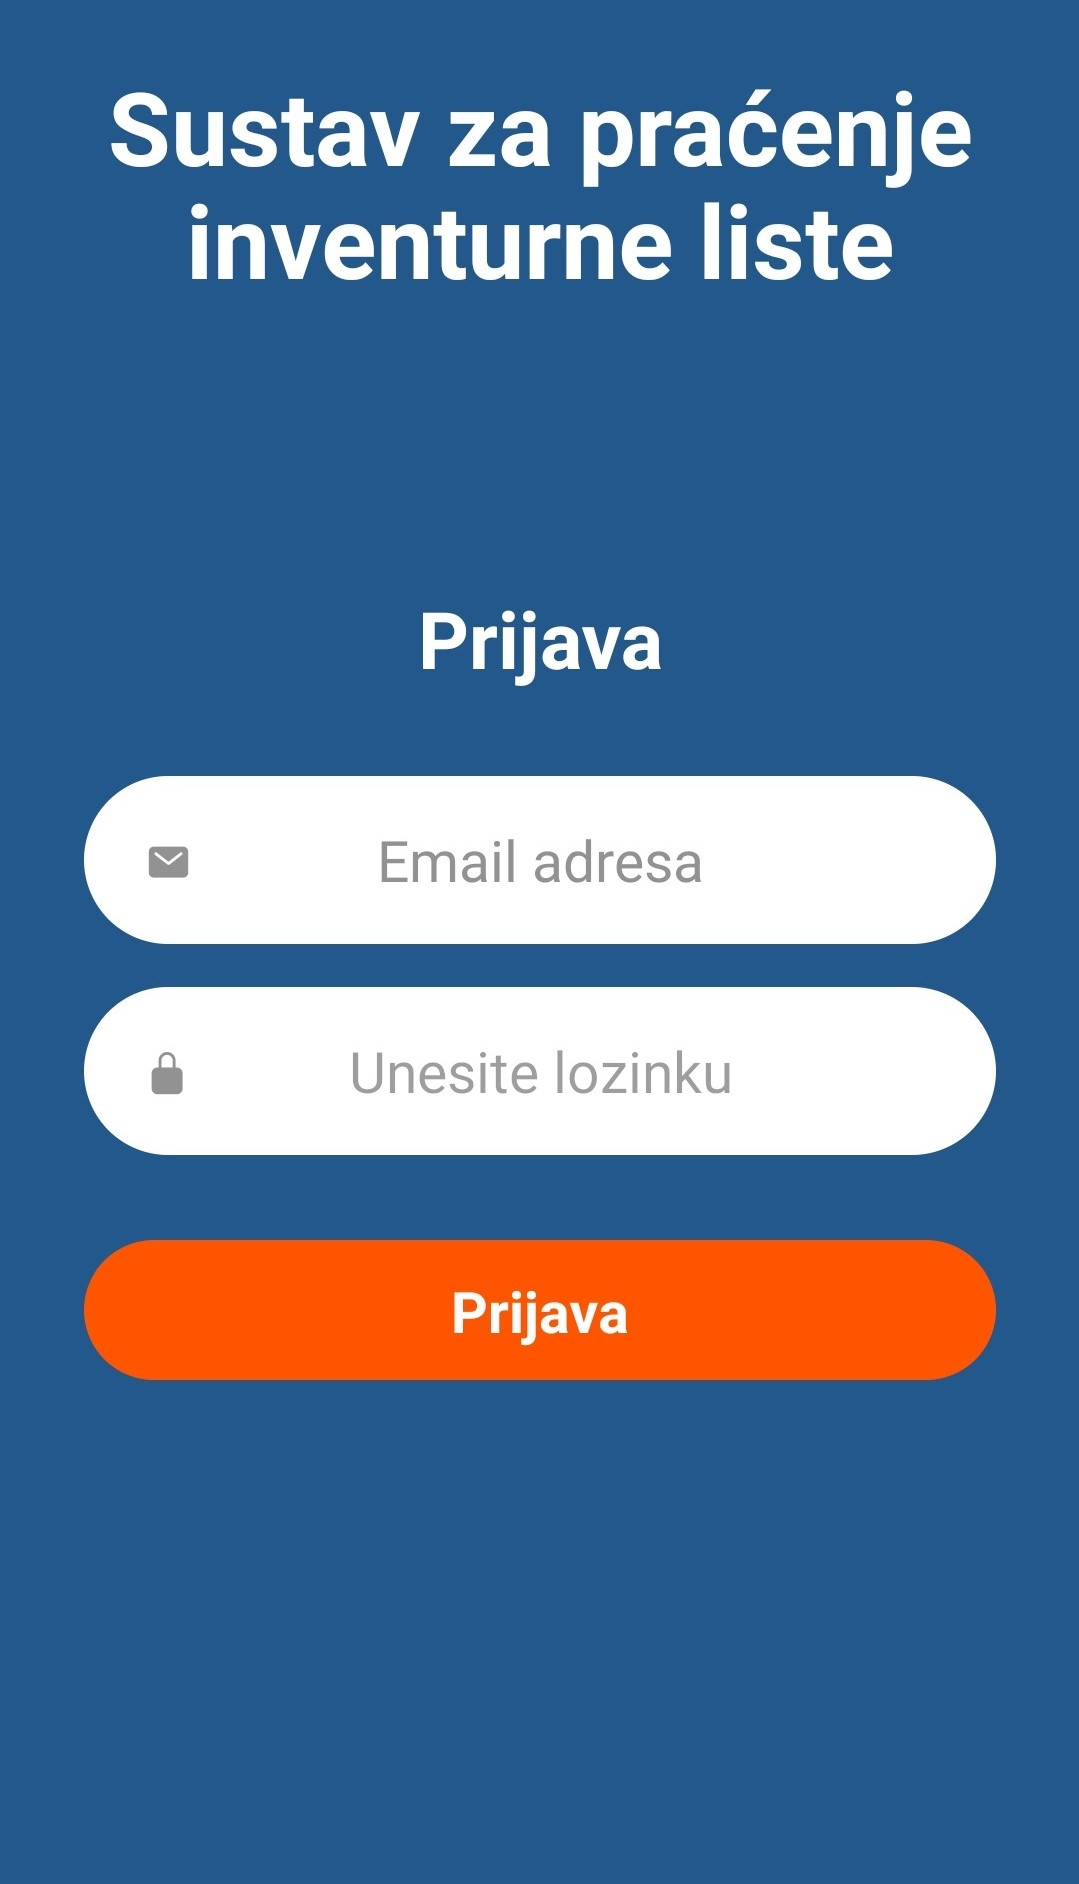 Sustav za praćenje
inventurne liste
Prijava
Email adresa
Unesite lozinku
Prijava